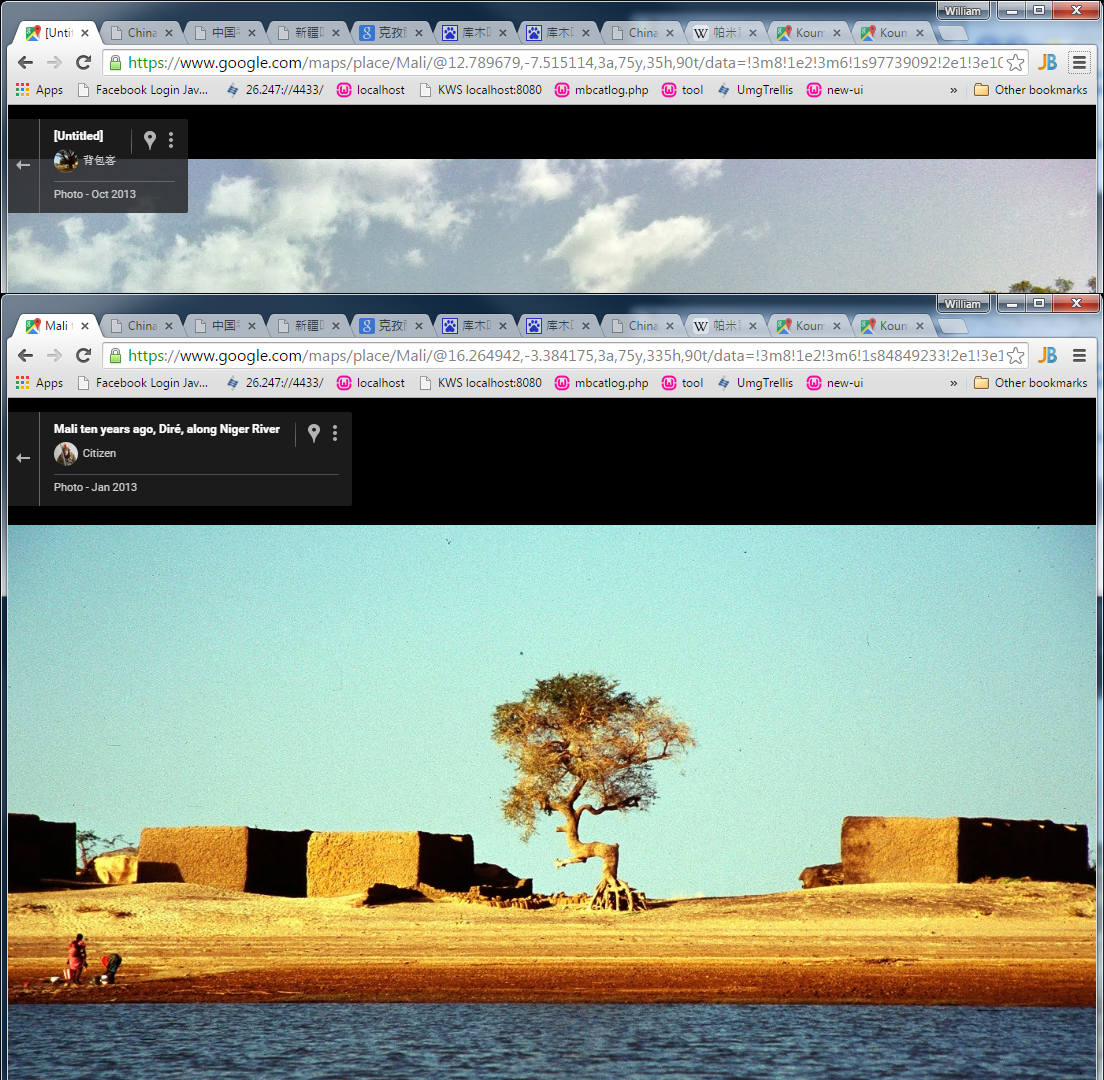 William
[Unti
China
中国
新疆
克孜
库木
库木
China
帕米
Koum
Koun
https://www.google.com/maps/place/Mali/@12.789679,-7.515114,3a,75y,35h,90t/data=!3m8!1e2!3m6!1s97739092!2e1!3e10
Apps Facebook Login Jav... 26.247://4433/ localhost KWS localhost:8080 mbcatlog.php tool UmgTrellis new-ui » Other bookmarks
[Untitled]
背包客
Photo - Oct 2013
William
Mali
China
中国
新疆
克孜
库木
库木
China
帕米
Koum
Koun
https://www.google.com/maps/place/Mali/@16.264942,-3.384175,3a,75y,335h,90t/data=!3m8!1e2!3m6!1s84849233!2e1!3e1
Apps Facebook Login Jav... 26.247://4433/ localhost KWS localhost:8080 mbcatlog.php tool UmgTrellis new-ui » Other bookmarks
Mali ten years ago, Diré, along Niger River
Citizen
Photo - Jan 2013